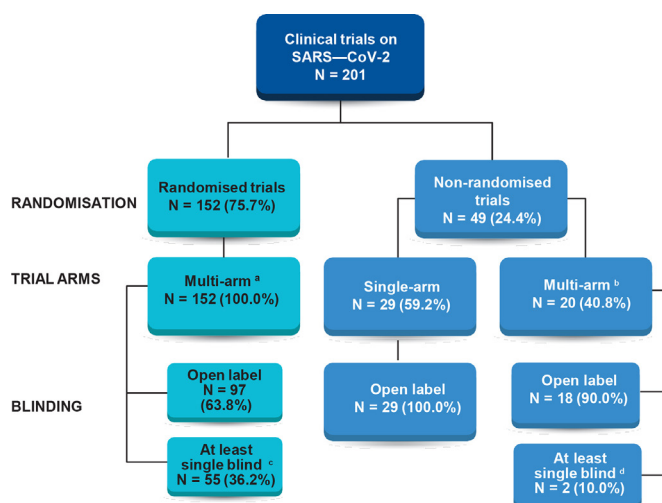 Clinical trials on
SARS—CoV-2
N = 201
RANDOMISATION
Randomised trials
N = 152 (75.7%)
Non-randomised
trials
N = 49 (24.4%)
TRIAL ARMS
Multi-arm a
N = 152 (100.0%)
Single-arm
N = 29 (59.2%)
Multi-arm b
N = 20 (40.8%)
BLINDING
Open label
N = 97
(63.8%)
Open label
N = 29 (100.0%)
Open label
N = 18 (90.0%)
At least
single blind c
N = 55 (36.2%)
At least
single blind d
N = 2 (10.0%)